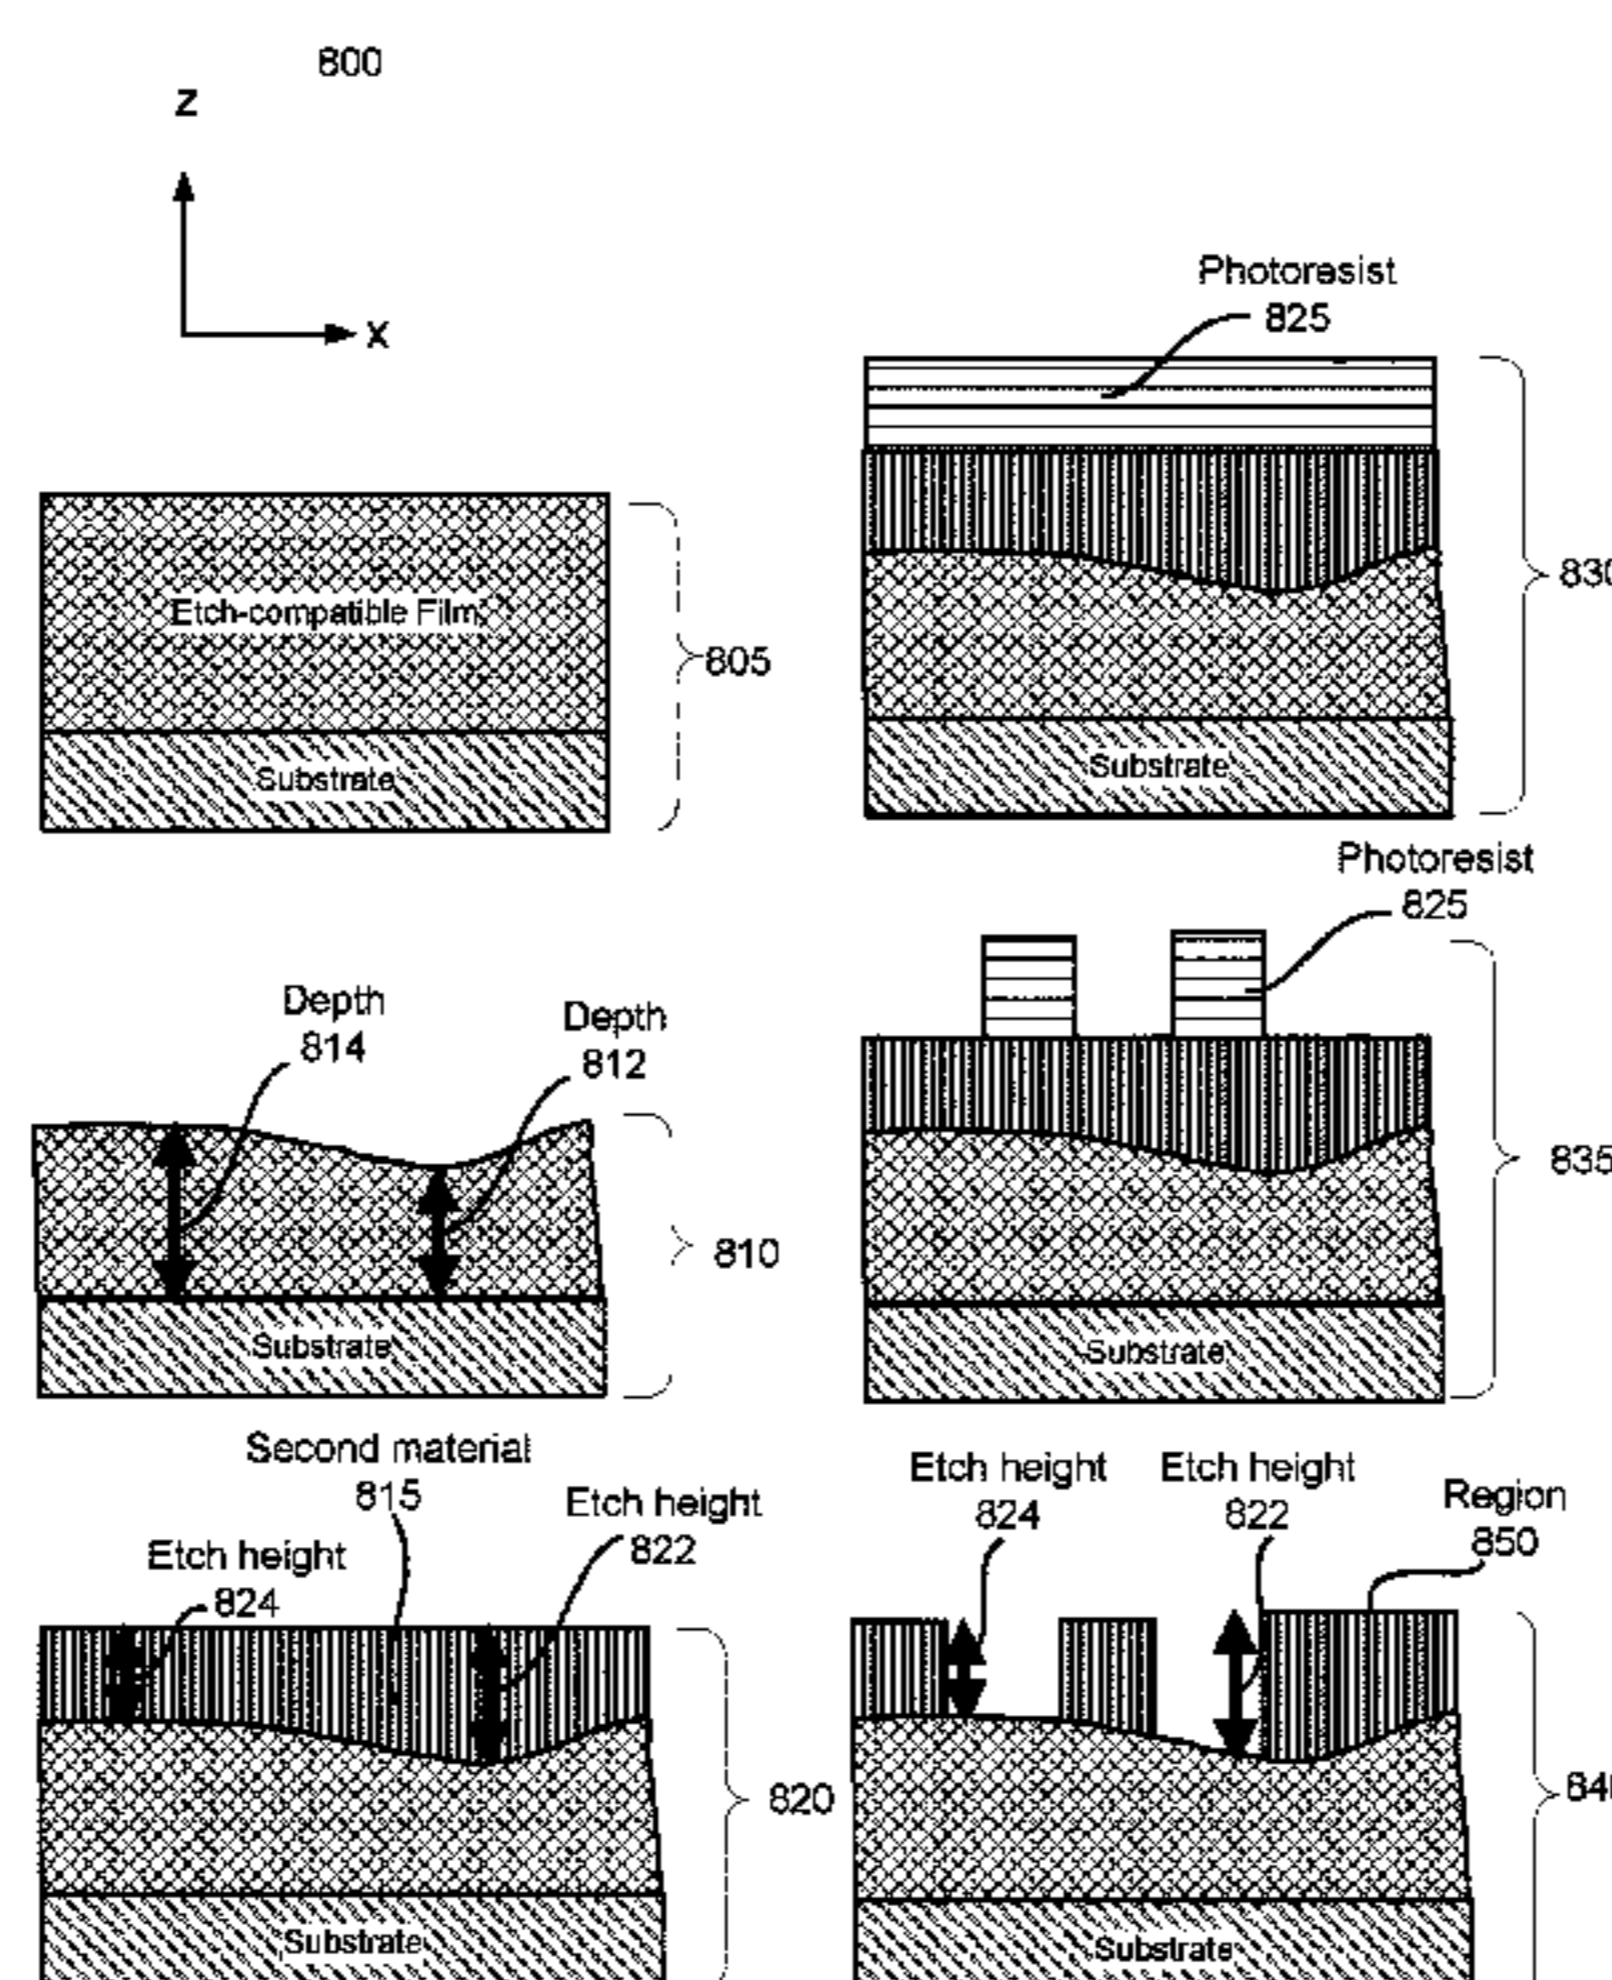 800
Z
X
Etch-compatible Film
Substrate
805
Depth
814
Depth
812
Substrate
810
Second material
815
Etch height
824
Etch height
822
Substrate
820
Photoresist
825
Substrate
830
Photoresist
825
Substrate
835
Etch height
824
Etch height
822
Region
850
Substrate